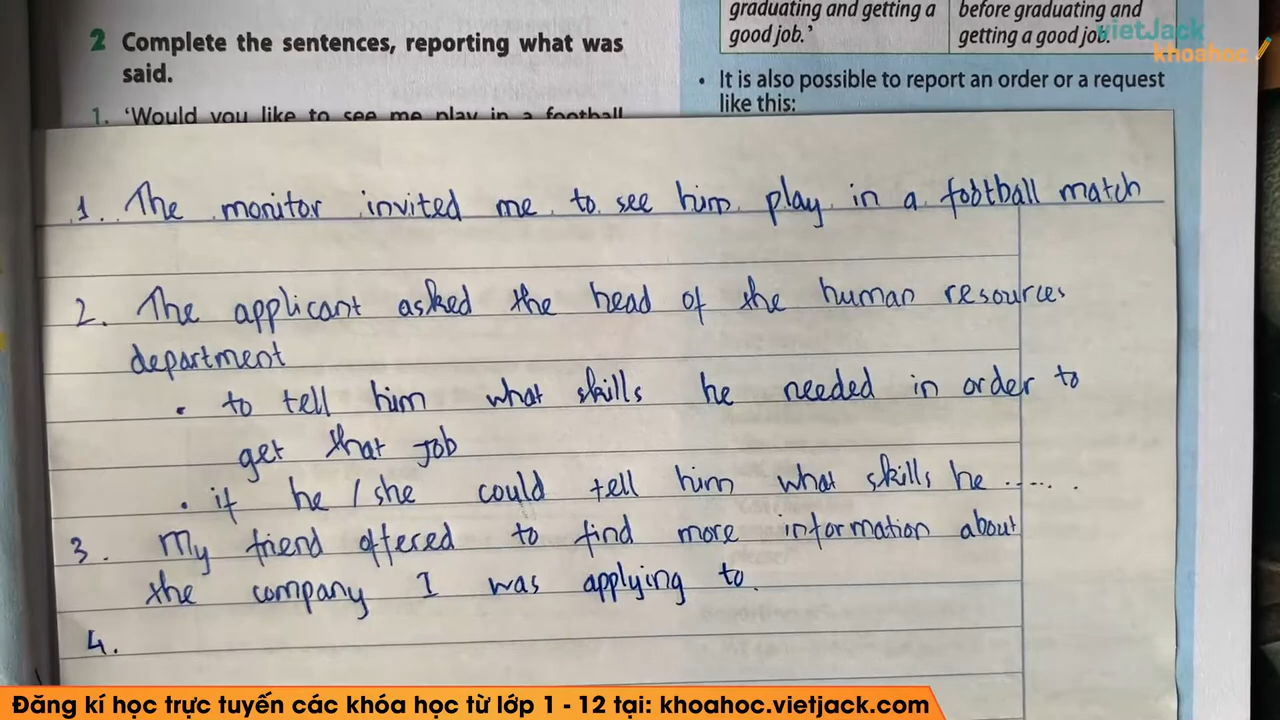 graduating and getting a
good job.'
before graduating and
getting a good job.'
vietJack
khoahoc
2 Complete the sentences, reporting what was
said.
• It is also possible to report an order or a request
like this:
1. 'Would you like to see me play in a football
1. The monitor invited me to see him play in a football match
2. The applicant asked the head of the human resources
department
• to tell him what skills he needed in order to
get that job
• if he / she could tell him what skills he ......
3. My friend offered to find more information about
the company I was applying to.
4.
Đăng kí học trực tuyến các khóa học từ lớp 1 - 12 tại: khoahoc.vietjack.com